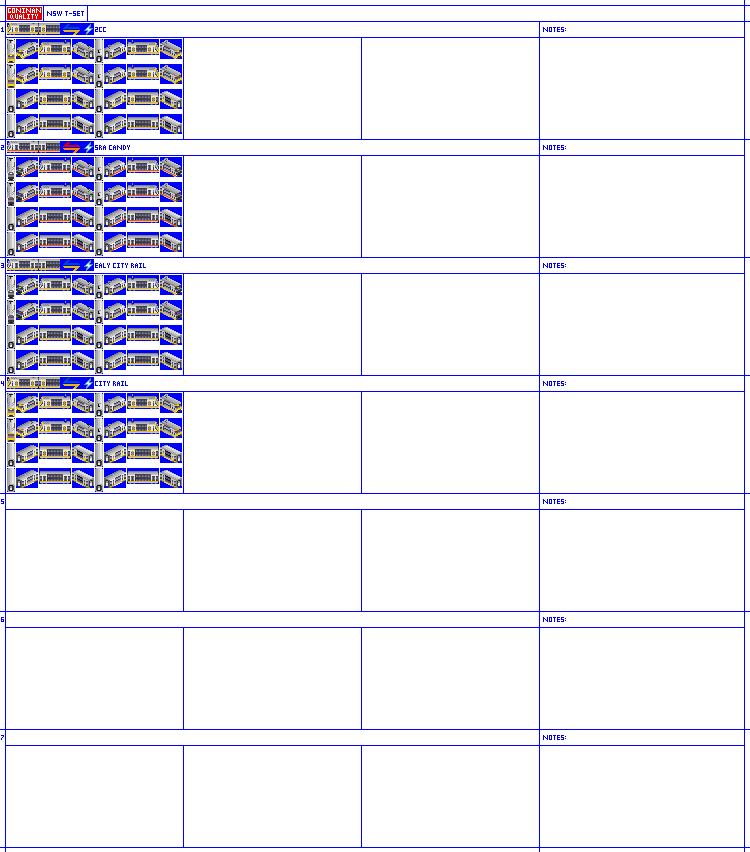 GONINAN
QUALITY
NSW T-SET
1 2CC NOTES:
2 SRA CANDY NOTES:
3 EALY CITY RAIL NOTES:
4 CITY RAIL NOTES:
5 NOTES:
6 NOTES:
7 NOTES: